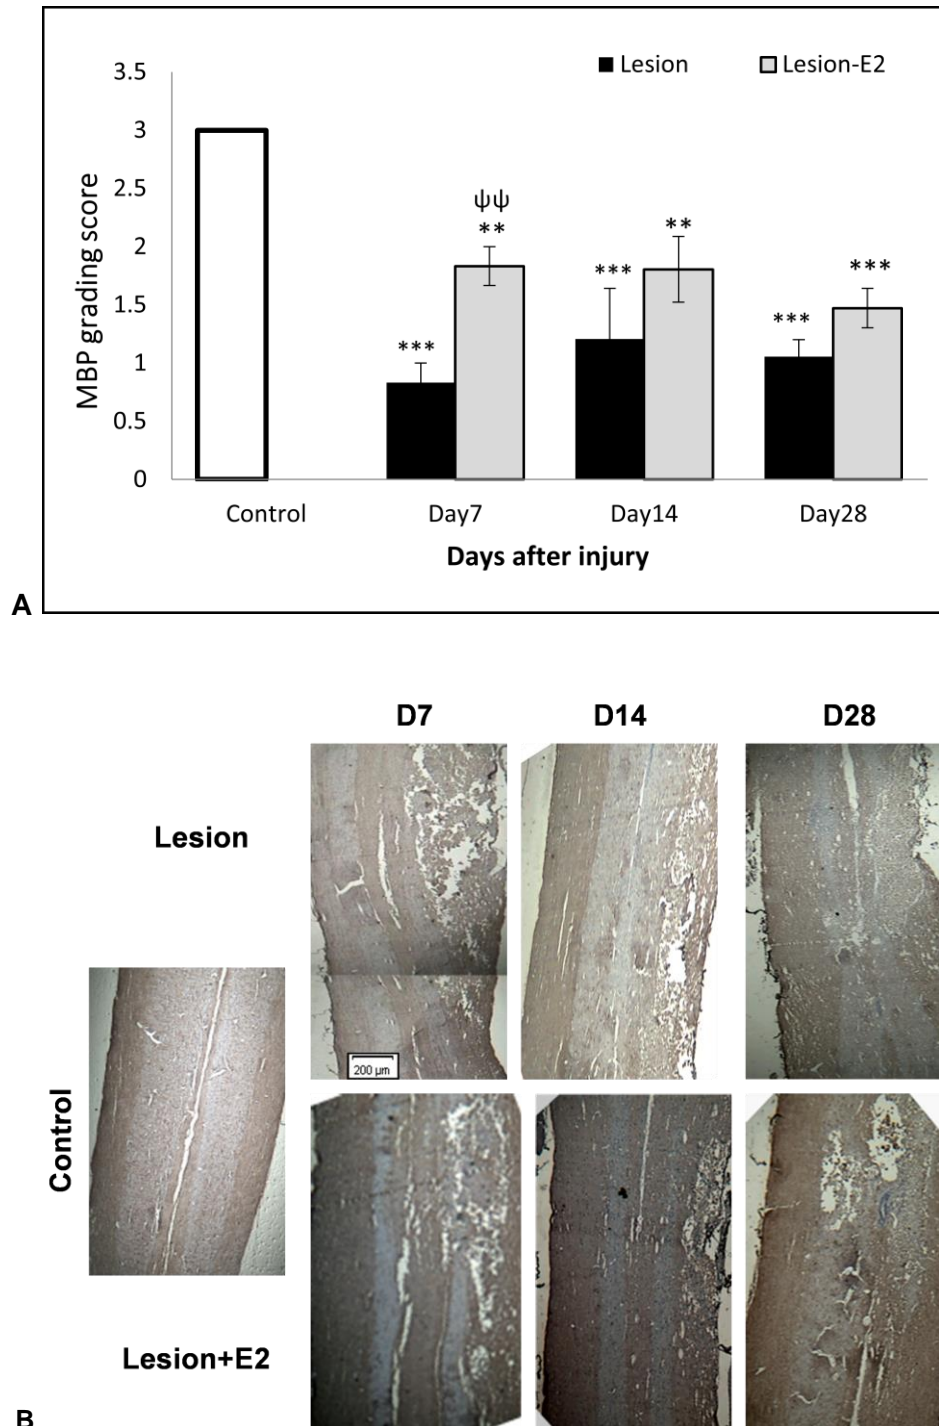 3.5
Lesion
Lesion-E2
3
2.5
ψψ
**
**
2
***
***
1.5
***
***
1
0.5
0
MBP grading score
Control
Day7
Day14
Day28
Days after injury
A
D7
D14
D28
Lesion
200 µm
Control
Lesion+E2
B